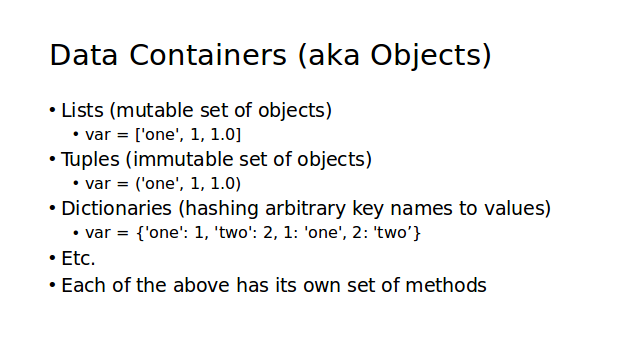 Data Containers (aka Objects)
• Lists (mutable set of objects)
• var = ['one', 1, 1.0]
• Tuples (immutable set of objects)
• var = ('one', 1, 1.0)
• Dictionaries (hashing arbitrary key names to values)
• var = {'one': 1, 'two': 2, 1: 'one', 2: 'two’}
• Etc.
• Each of the above has its own set of methods